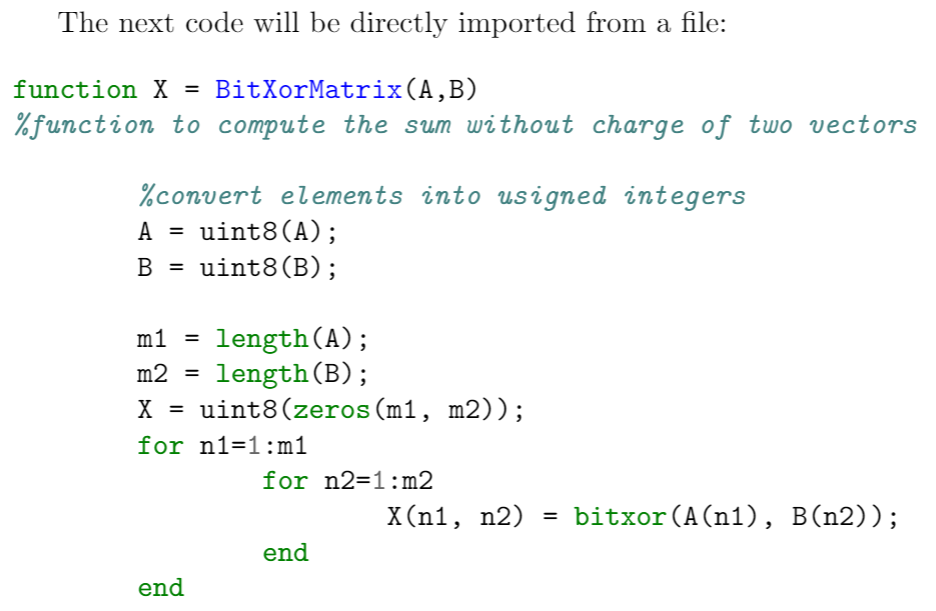 The next code will be directly imported from a file:
function X = BitXorMatrix(A,B)
%function to compute the sum without charge of two vectors
%convert elements into usigned integers
A = uint8(A);
B = uint8(B);
m1 = length(A);
m2 = length(B);
X = uint8(zeros(m1, m2));
for n1=1:m1
for n2=1:m2
X(n1, n2) = bitxor(A(n1), B(n2));
end
end